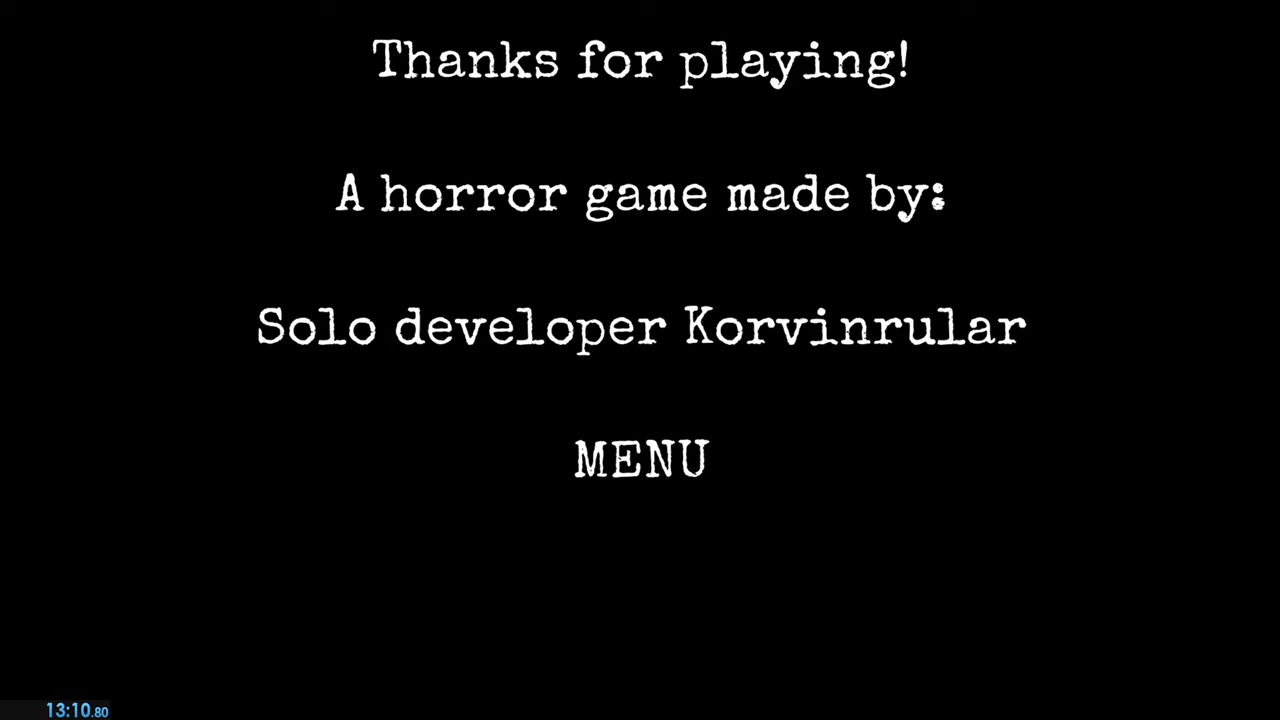 Thanks for playing!
A horror game made by:
Solo developer Korvinrular
MENU
13:10.80